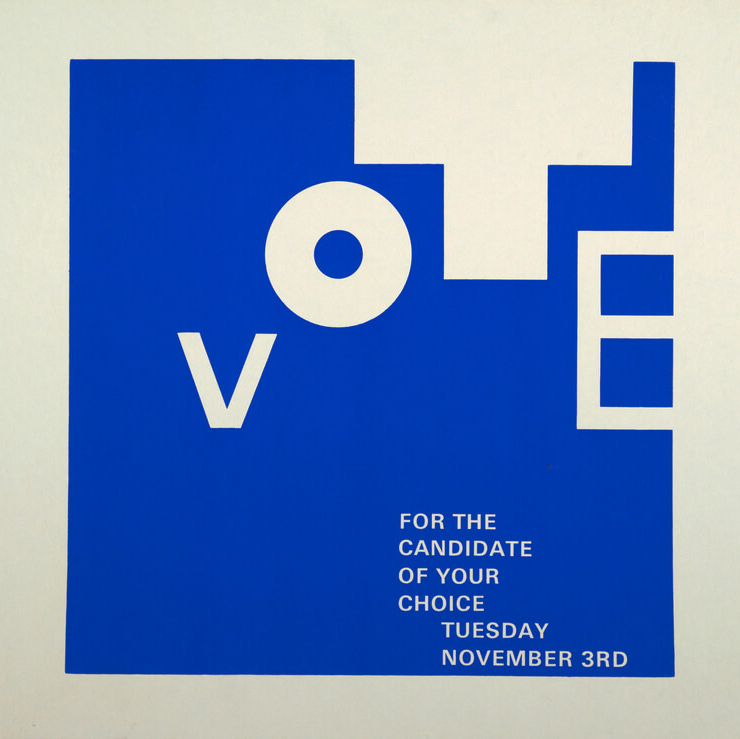 VOTE
FOR THE
CANDIDATE
OF YOUR
CHOICE
TUESDAY
NOVEMBER 3RD